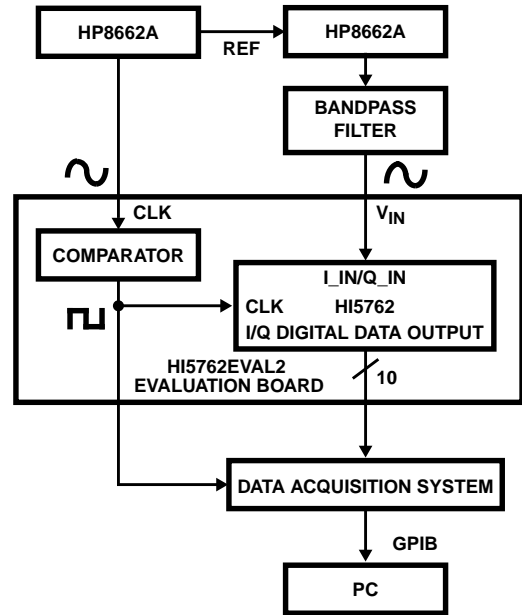 HP8662A
HP8662A
REF
BANDPASS
FILTER
CLK
VIN
COMPARATOR
I_IN/Q_IN
CLK HI5762
I/Q DIGITAL DATA OUTPUT
HI5762EVAL2
EVALUATION BOARD
10
DATA ACQUISITION SYSTEM
GPIB
PC